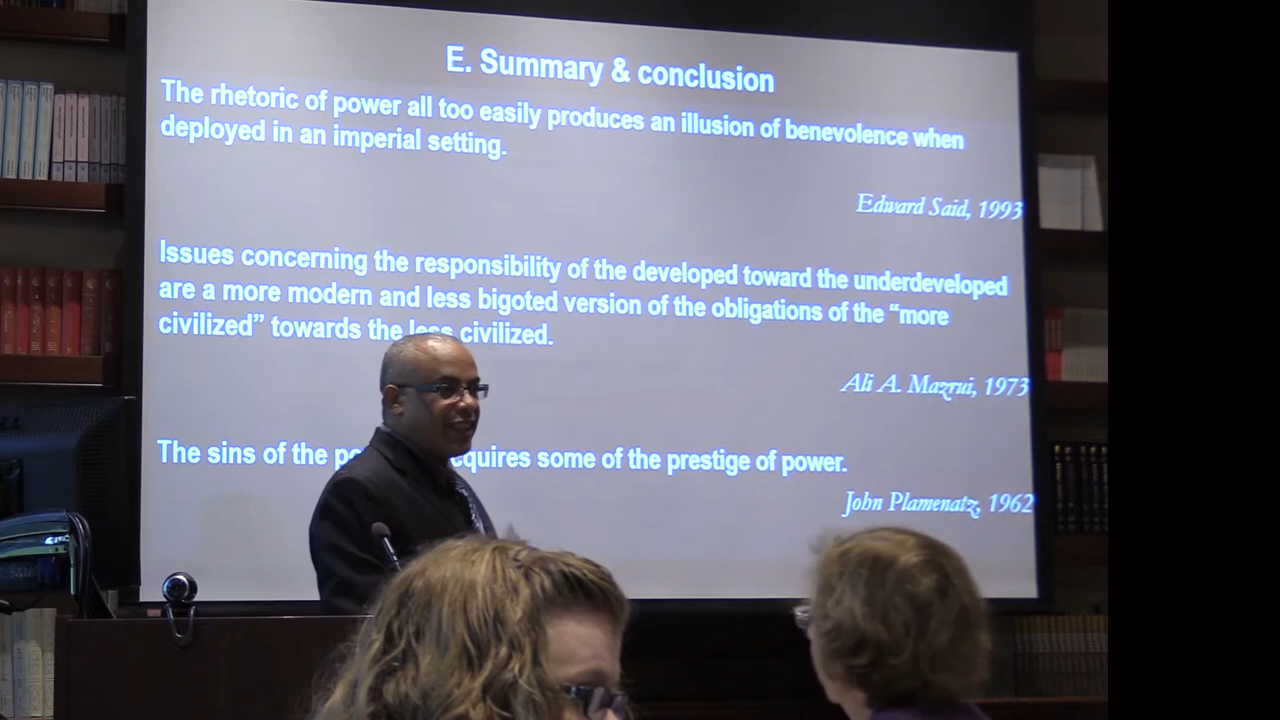 E. Summary & conclusion
The rhetoric of power all too easily produces an illusion of benevolence when
deployed in an imperial setting.
Edward Said, 1993
Issues concerning the responsibility of the developed toward the underdeveloped
are a more modern and less bigoted version of the obligations of the “more
civilized” towards the less civilized.
Ali A. Mazrui, 1973
The sins of the some of the prestige of power.
John Plamenatz, 1962